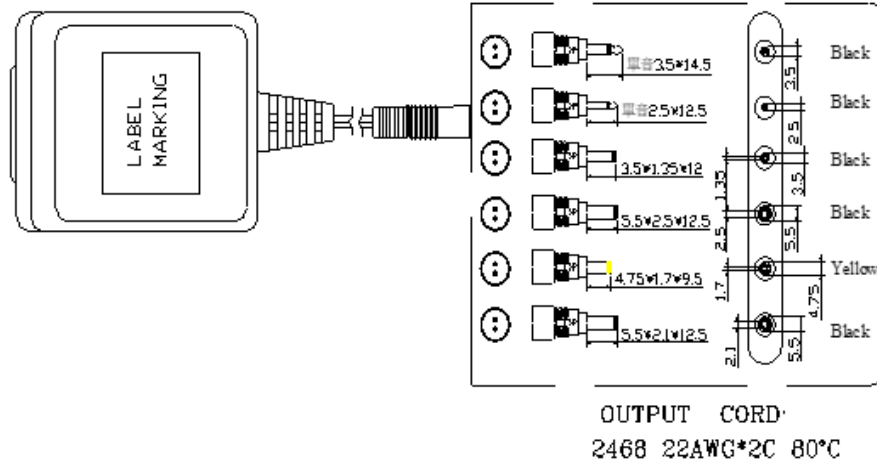 LABEL
MARKING
單音3.5*14.5
3.5
Black
單音2.5*12.5
2.5
Black
3.5*1.35*12
1.35
3.5
Black
5.5*2.5*12.5
2.5
5.5
Black
4.75*1.7*9.5
1.7
4.75
Yellow
5.5*2.1*12.5
2.1
5.5
Black
OUTPUT CORD
2468 22AWG*2C 80°C